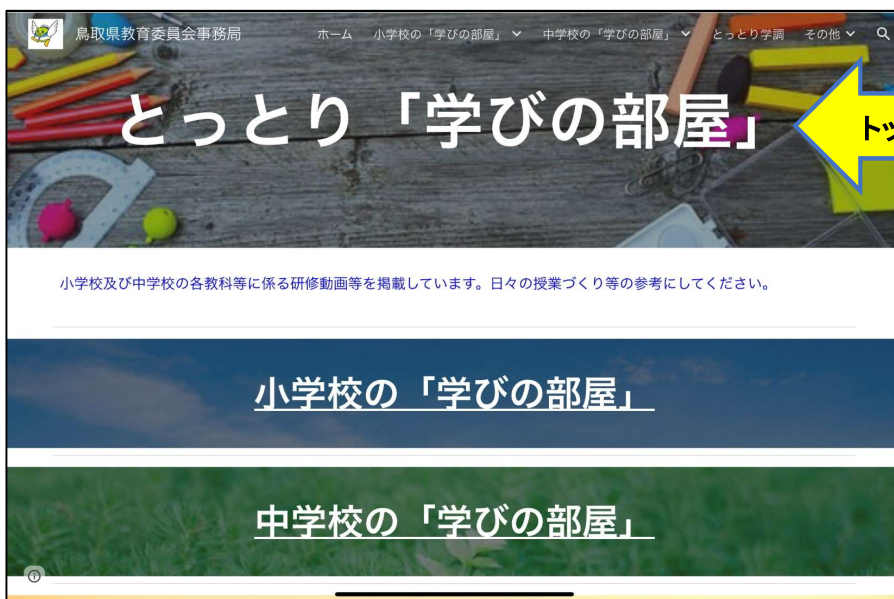 鳥取県教育委員会事務局
ホーム 小学校の「学びの部屋」 中学校の「学びの部屋」 とっとり学調 その他
とっとり「学びの部屋」
トッ
小学校及び中学校の各教科等に係る研修動画等を掲載しています。日々の授業づくり等の参考にしてください。
小学校の「学びの部屋」
中学校の「学びの部屋」